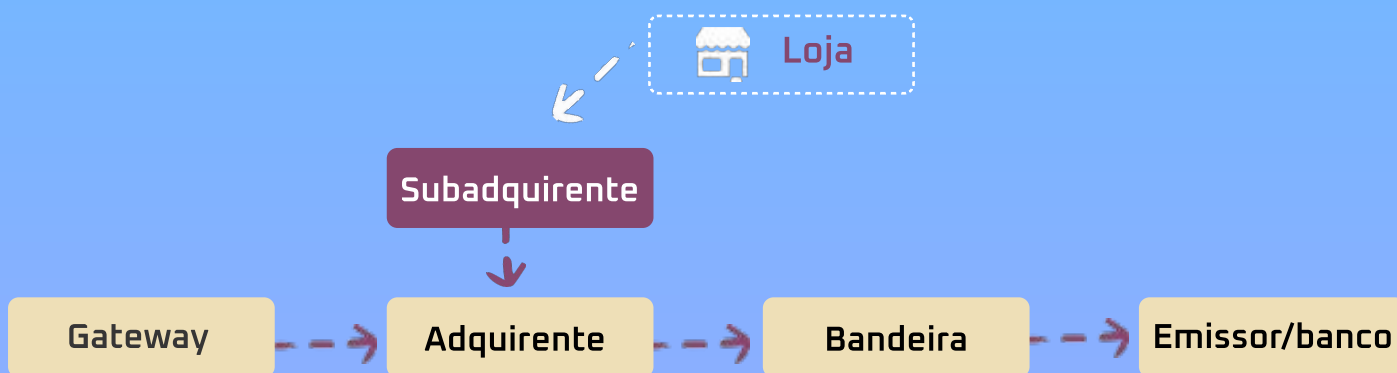 Loja
Subadquirente
Gateway
Adquirente
Bandeira
Emissor/banco